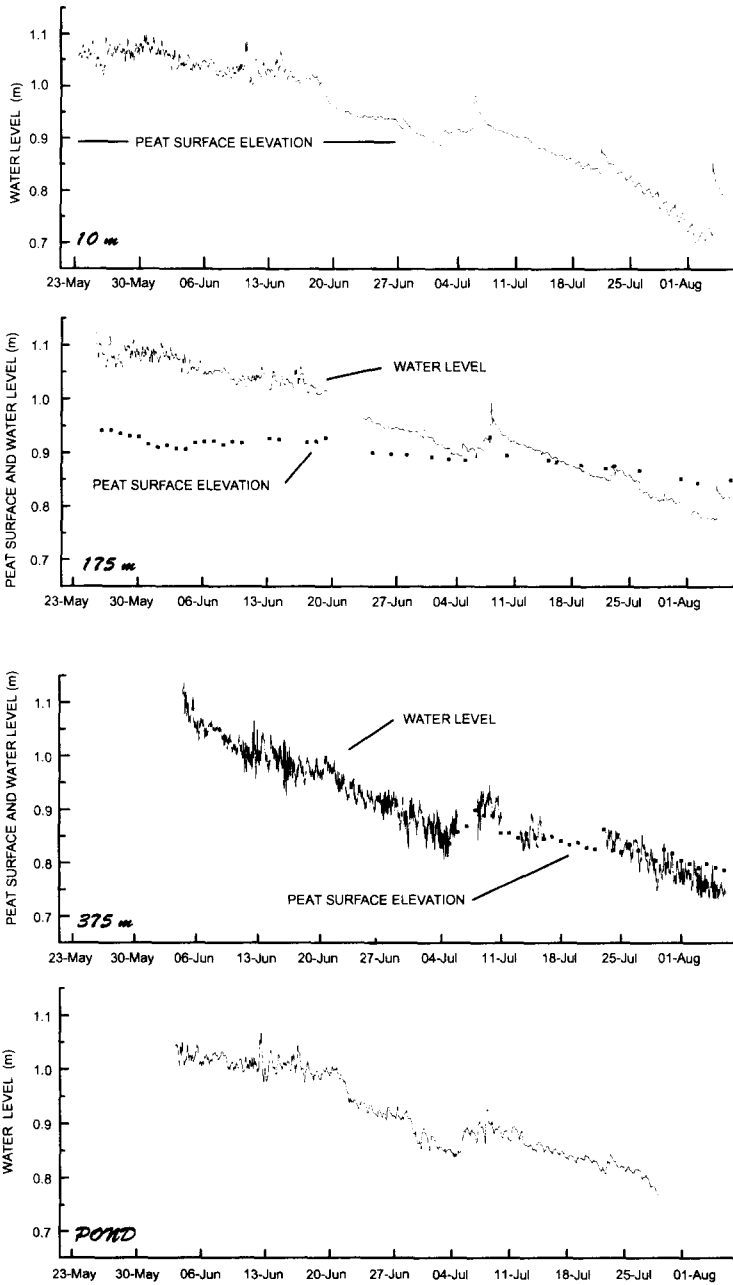 WATER LEVEL (m)
1.1
1.0
0.9
0.8
0.7
PEAT SURFACE ELEVATION
10 m
23-May 30-May 06-Jun 13-Jun 20-Jun 27-Jun 04-Jul 11-Jul 18-Jul 25-Jul 01-Aug
PEAT SURFACE AND WATER LEVEL (m)
1.1
1.0
0.9
0.8
0.7
WATER LEVEL
PEAT SURFACE ELEVATION
175 m
23-May 30-May 06-Jun 13-Jun 20-Jun 27-Jun 04-Jul 11-Jul 18-Jul 25-Jul 01-Aug
PEAT SURFACE AND WATER LEVEL (m)
1.1
1.0
0.9
0.8
0.7
WATER LEVEL
PEAT SURFACE ELEVATION
375 m
23-May 30-May 06-Jun 13-Jun 20-Jun 27-Jun 04-Jul 11-Jul 18-Jul 25-Jul 01-Aug
WATER LEVEL (m)
1.1
1.0
0.9
0.8
0.7
POND
23-May 30-May 06-Jun 13-Jun 20-Jun 27-Jun 04-Jul 11-Jul 18-Jul 25-Jul 01-Aug